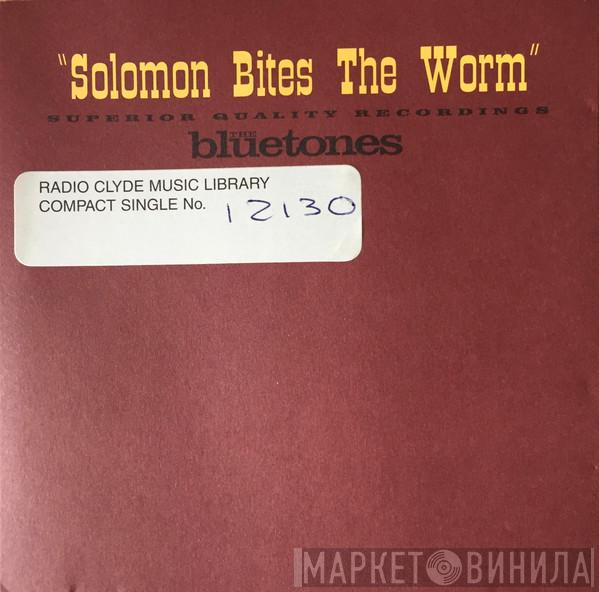 "Solomon Bites The Worm"
SUPERIOR QUALITY RECORDINGS
THE
bluetones
RADIO CLYDE MUSIC LIBRARY
COMPACT SINGLE No. 12130
МАРКЕТ ВИНИЛА